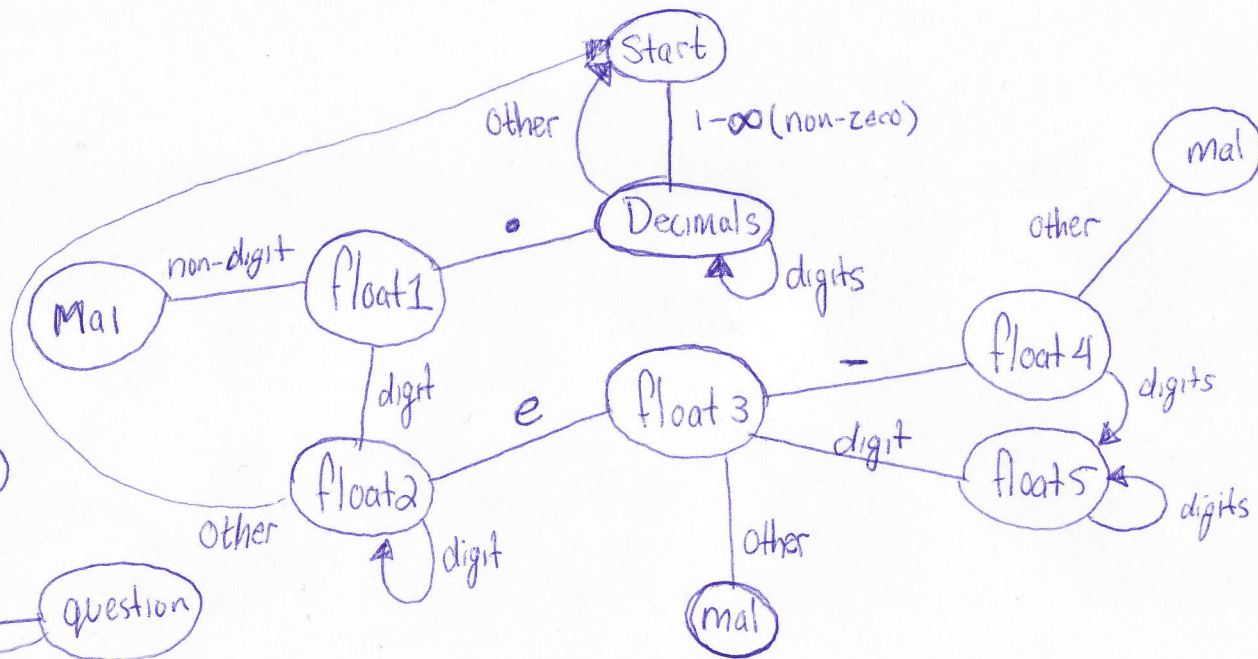 Start
Other
1-∞(non-zero)
mal
Decimals
•
Other
non-digit
digits
Mal
float1
float4
-
digit
e
float3
digits
digit
float2
float5
digits
Other
digit
Other
question
mal